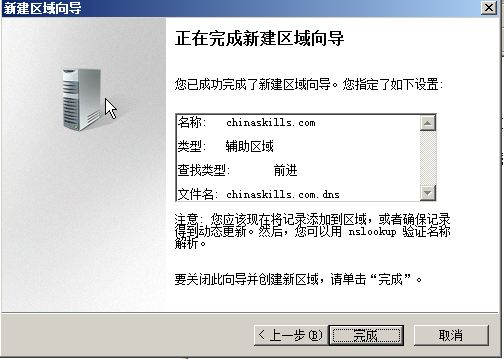 新建区域向导
正在完成新建区域向导
您已成功完成了新建区域向导。您指定了如下设置:
名称: chinaskills.com
类型: 辅助区域
查找类型: 前进
文件名: chinaskills.com.dns
注意: 您应该现在将记录添加到区域，或者确保记录
得到动态更新。然后，您可以用 nslookup 验证名称
解析。
要关闭此向导并创建新区域，请单击“完成”。
< 上一步(B) 完成 取消